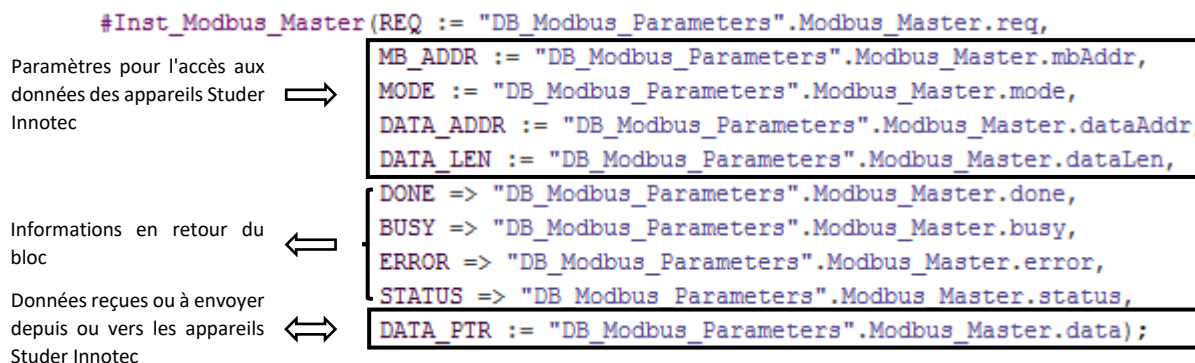 #Inst_Modbus_Master(REQ := "DB_Modbus_Parameters".Modbus_Master.req,
Paramètres pour l'accès aux
données des appareils Studer
Innotec
MB_ADDR := "DB_Modbus_Parameters".Modbus_Master.mbAddr,
MODE := "DB_Modbus_Parameters".Modbus_Master.mode,
DATA_ADDR := "DB_Modbus_Parameters".Modbus_Master.dataAddr
DATA_LEN := "DB_Modbus_Parameters".Modbus_Master.dataLen,
Informations en retour du
bloc
DONE => "DB_Modbus_Parameters".Modbus_Master.done,
BUSY => "DB_Modbus_Parameters".Modbus_Master.busy,
ERROR => "DB_Modbus_Parameters".Modbus_Master.error,
STATUS => "DB_Modbus_Parameters".Modbus_Master.status,
Données reçues ou à envoyer
depuis ou vers les appareils
Studer Innotec
DATA_PTR := "DB_Modbus_Parameters".Modbus_Master.data);